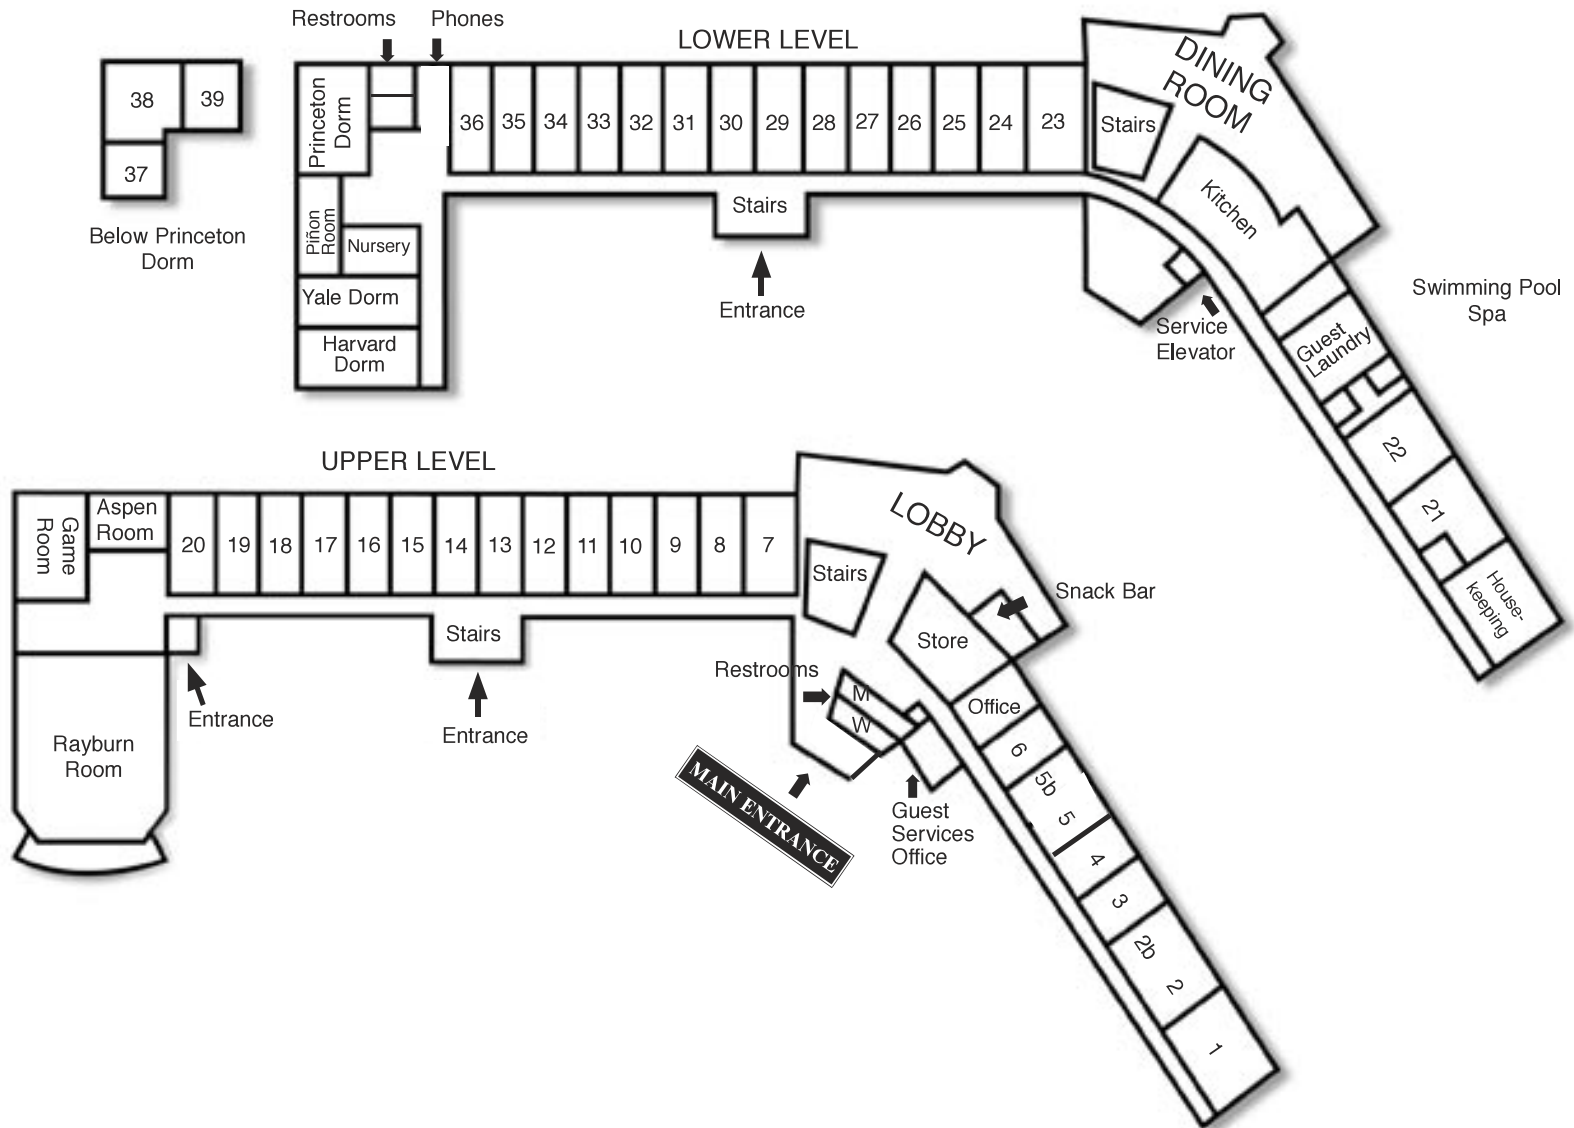 Restrooms
Phones
LOWER LEVEL
38
39
37
Below Princeton
Dorm
Princeton
Dorm
36
35
34
33
32
31
30
29
28
27
26
25
24
23
Stairs
DINING
ROOM
Kitchen
Piñon
Room
Nursery
Yale Dorm
Harvard
Dorm
Stairs
Entrance
Service
Elevator
Swimming Pool
Spa
Guest
Laundry
22
21
House-
keeping
UPPER LEVEL
Game
Room
Aspen
Room
20
19
18
17
16
15
14
13
12
11
10
9
8
7
LOBBY
Stairs
Snack Bar
Store
Stairs
Restrooms
M
W
Office
Entrance
Entrance
Rayburn
Room
MAIN ENTRANCE
Guest
Services
Office
6
5b
5
4
3
2b
2
1